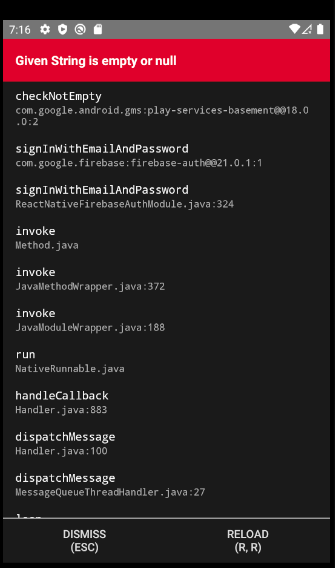 7:16
Given String is empty or null
checkNotEmpty
com.google.android.gms:play-services-basement@@18.0
.0:2
signInWithEmailAndPassword
com.google.firebase:firebase-auth@@21.0.1:1
signInWithEmailAndPassword
ReactNativeFirebaseAuthModule.java:324
invoke
Method.java
invoke
JavaMethodWrapper.java:372
invoke
JavaModuleWrapper.java:188
run
NativeRunnable.java
handleCallback
Handler.java:883
dispatchMessage
Handler.java:100
dispatchMessage
MessageQueueThreadHandler.java:27
DISMISS
(ESC)
RELOAD
(R, R)